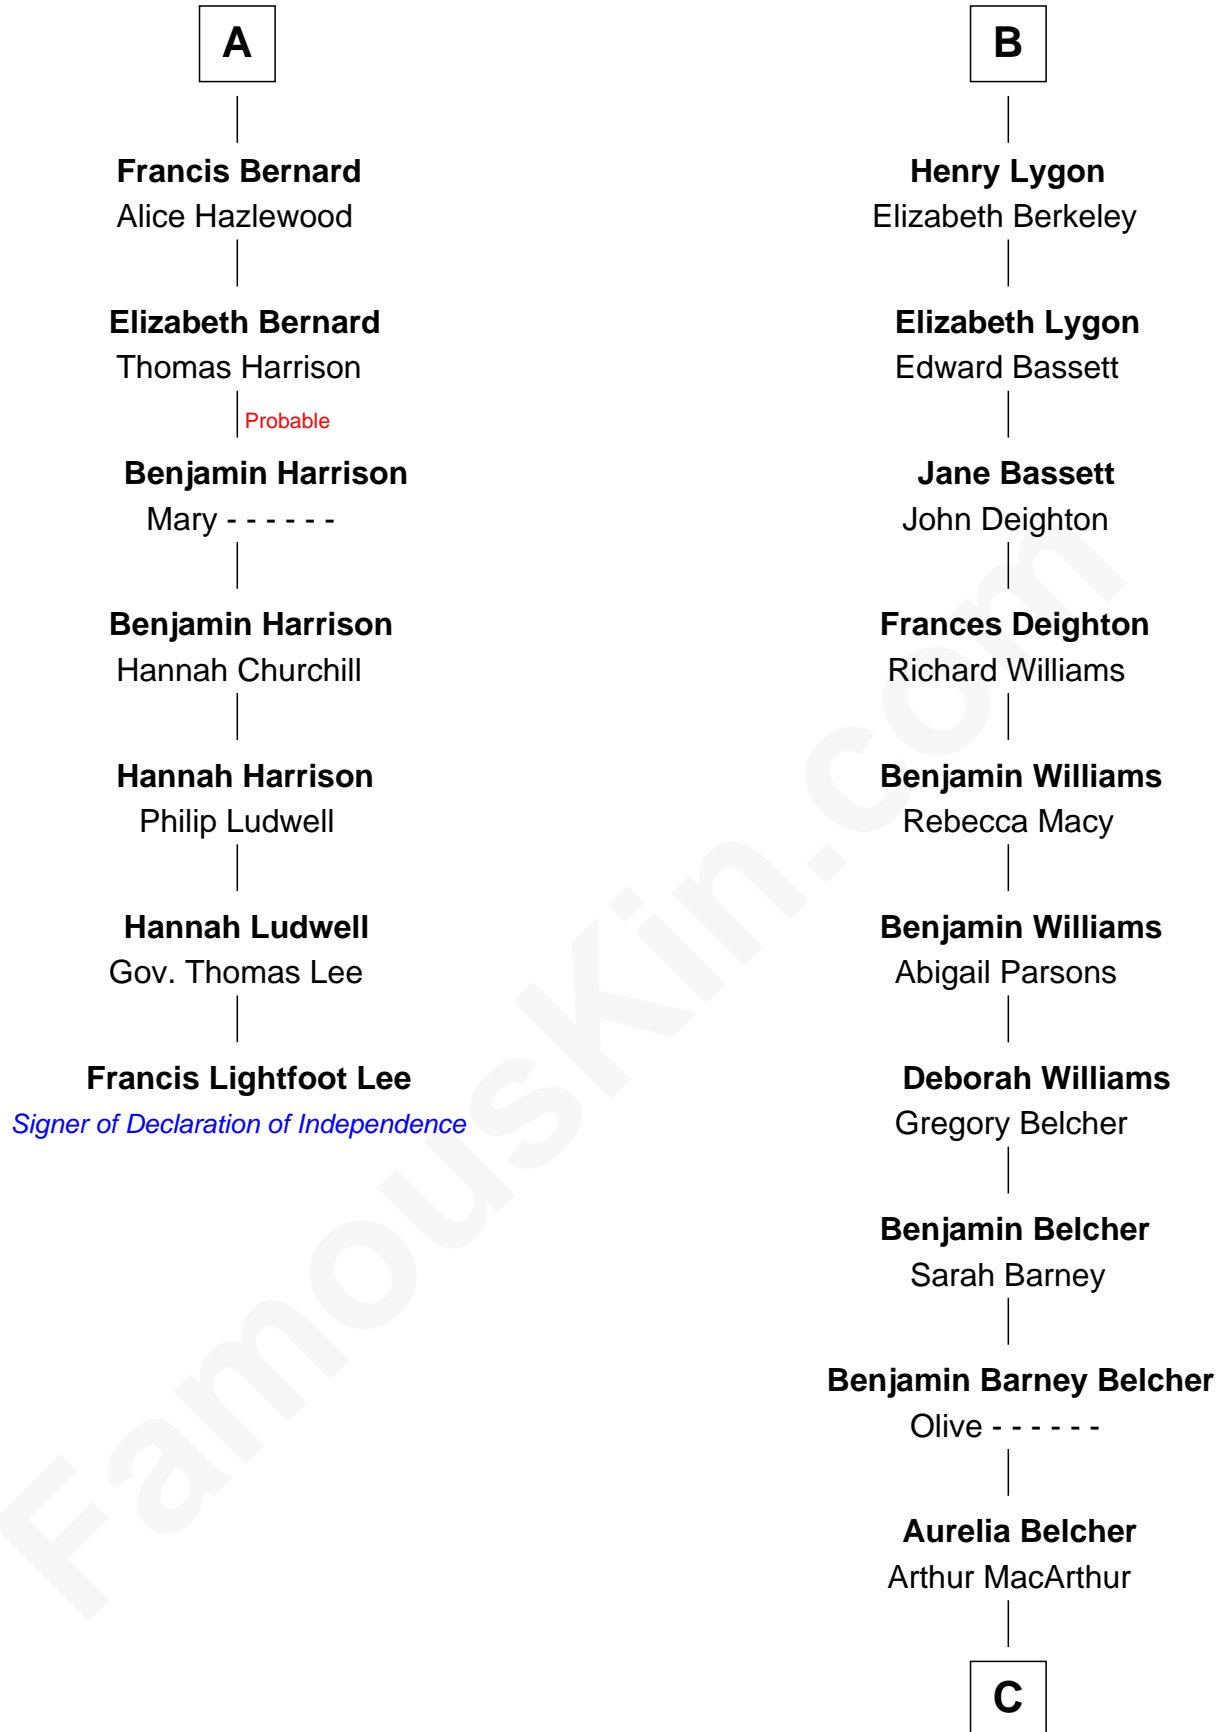 A
Francis Bernard
Alice Hazlewood
Elizabeth Bernard
Thomas Harrison
Probable
Benjamin Harrison
Mary - - - - - -
Benjamin Harrison
Hannah Churchill
Hannah Harrison
Philip Ludwell
Hannah Ludwell
Gov. Thomas Lee
Francis Lightfoot Lee
Signer of Declaration of Independence
B
Henry Lygon
Elizabeth Berkeley
Elizabeth Lygon
Edward Bassett
Jane Bassett
John Deighton
Frances Deighton
Richard Williams
Benjamin Williams
Rebecca Macy
Benjamin Williams
Abigail Parsons
Deborah Williams
Gregory Belcher
Benjamin Belcher
Sarah Barney
Benjamin Barney Belcher
Olive - - - - - -
Aurelia Belcher
Arthur MacArthur
C
FamousKin.com